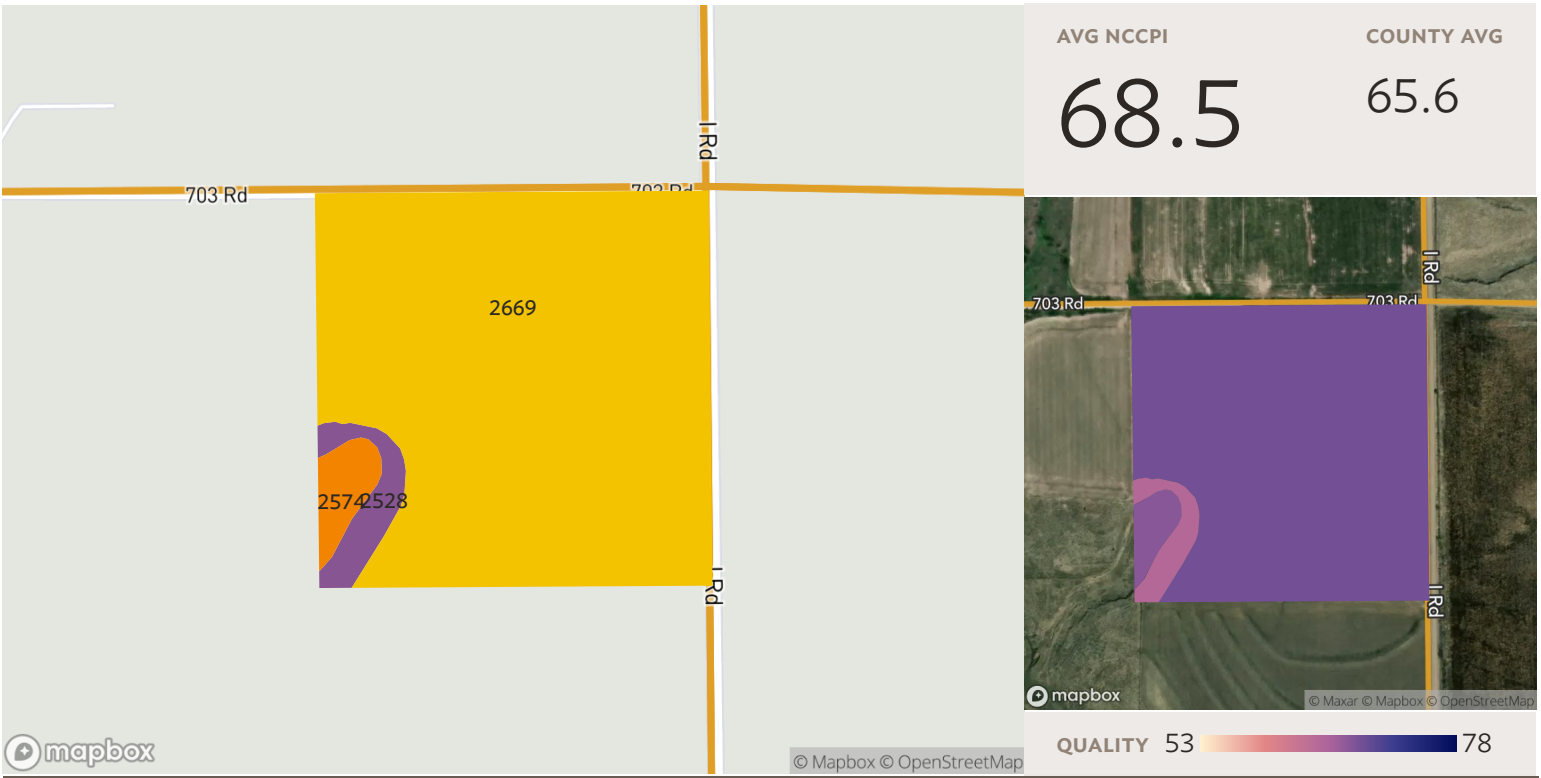 I Rd
703 Rd
703 Rd
2669
2574
2528
I Rd
mapbox
© Mapbox © OpenStreetMap
AVG NCCPI
COUNTY AVG
68.5
65.6
I Rd
703 Rd
703 Rd
I Rd
mapbox
© Maxar © Mapbox © OpenStreetMap
QUALITY 53 78